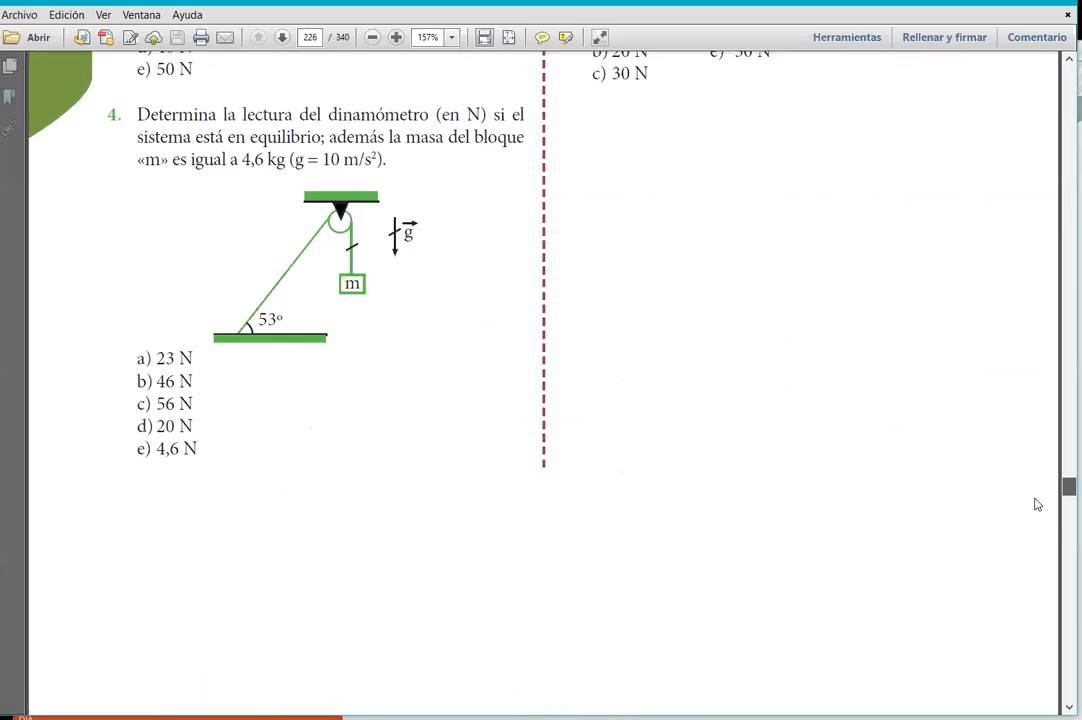 Archivo Edición Ver Ventana Ayuda
Abrir 226 / 340 157% Herramientas Rellenar y firmar Comentario
e) 50 N
c) 30 N
4. Determina la lectura del dinamómetro (en N) si el
sistema está en equilibrio; además la masa del bloque
«m» es igual a 4,6 kg (g = 10 m/s²).
g
m
53º
a) 23 N
b) 46 N
c) 56 N
d) 20 N
e) 4,6 N